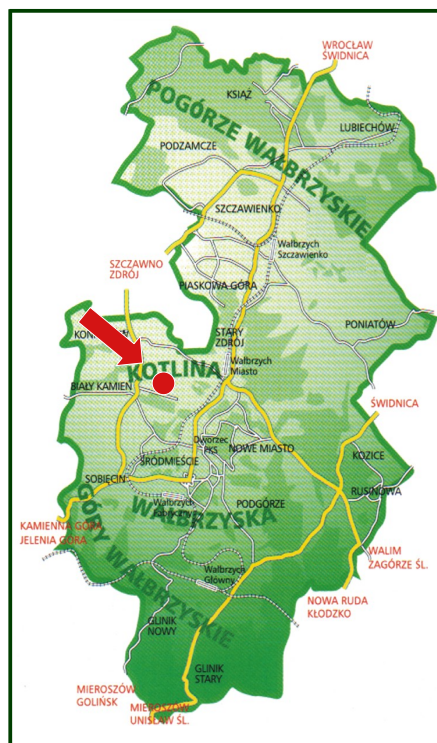 WROCŁAW
ŚWIDNICA
KSIĄŻ
POGÓRZE WAŁBRZYSKIE
LUBIECHÓW
PODZAMCZE
SZCZAWIENKO
Wałbrzych
Szczawienko
SZCZAWNO
ZDRÓJ
PIASKOWA GÓRA
PONIATÓW
STARY
ZDRÓJ
Wałbrzych
Miasto
KOTLINA
BIAŁY KAMIEŃ
ŚWIDNICA
Dworzec
PKS
NOWE MIASTO
KOZICE
ŚRÓDMIEŚCIE
SOBIĘCIN
RUSINOWA
Wałbrzych
WAŁBRZYSKA
PODGÓRZE
KAMIENNA GÓRA
JELENIA GÓRA
GÓRY WAŁBRZYSKIE
WALIM
ZAGÓRZE ŚL.
Wałbrzych
Główny
NOWA RUDA
KŁODZKO
GLINIK
NOWY
GLINIK
STARY
MIEROSZÓW
GOLIŃSK
MIEROSZÓW
UNISŁAW ŚL.